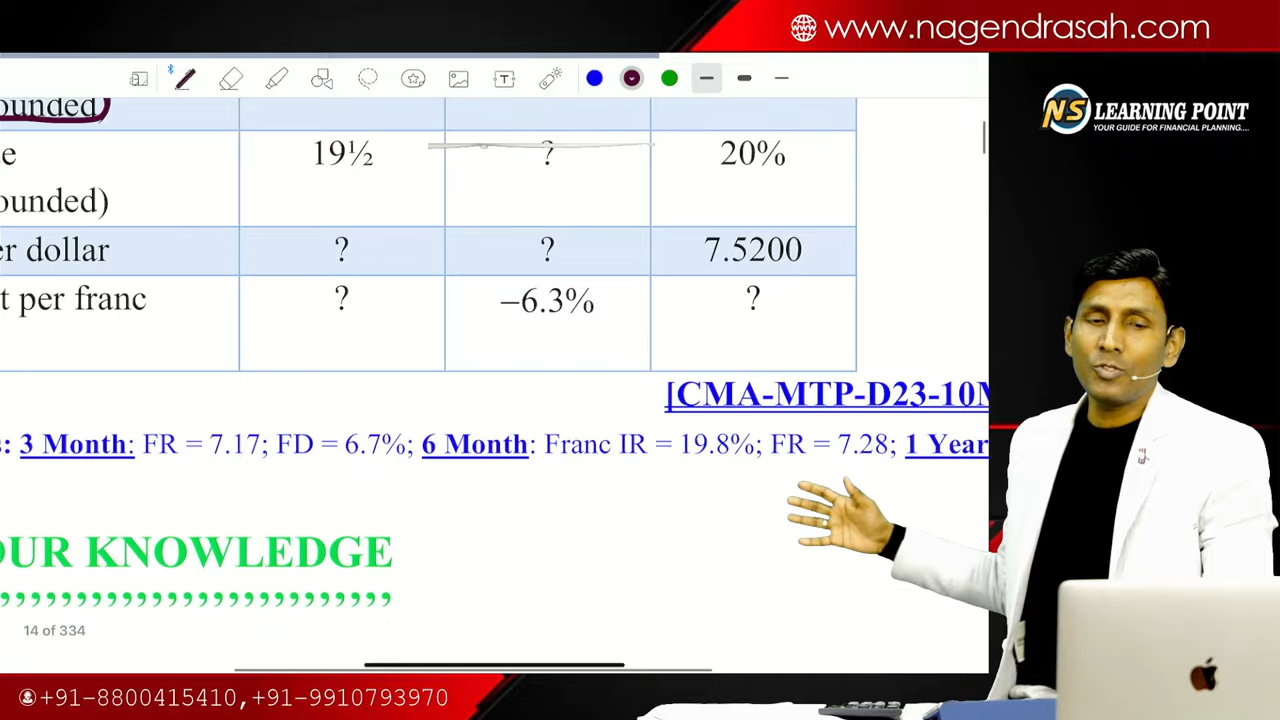 www.nagendrasah.com
NS LEARNING POINT
YOUR GUIDE FOR FINANCIAL PLANNING....
ounded)
e 19½ ? 20%
ounded)
er dollar ? ? 7.5200
t per franc ? −6.3% ?
[CMA-MTP-D23-10M
s: 3 Month: FR = 7.17; FD = 6.7%; 6 Month: Franc IR = 19.8%; FR = 7.28; 1 Year
OUR KNOWLEDGE
,,,,,,,,,,,,,,,,,,,,,,,,,,
14 of 334
+91-8800415410,+91-9910793970